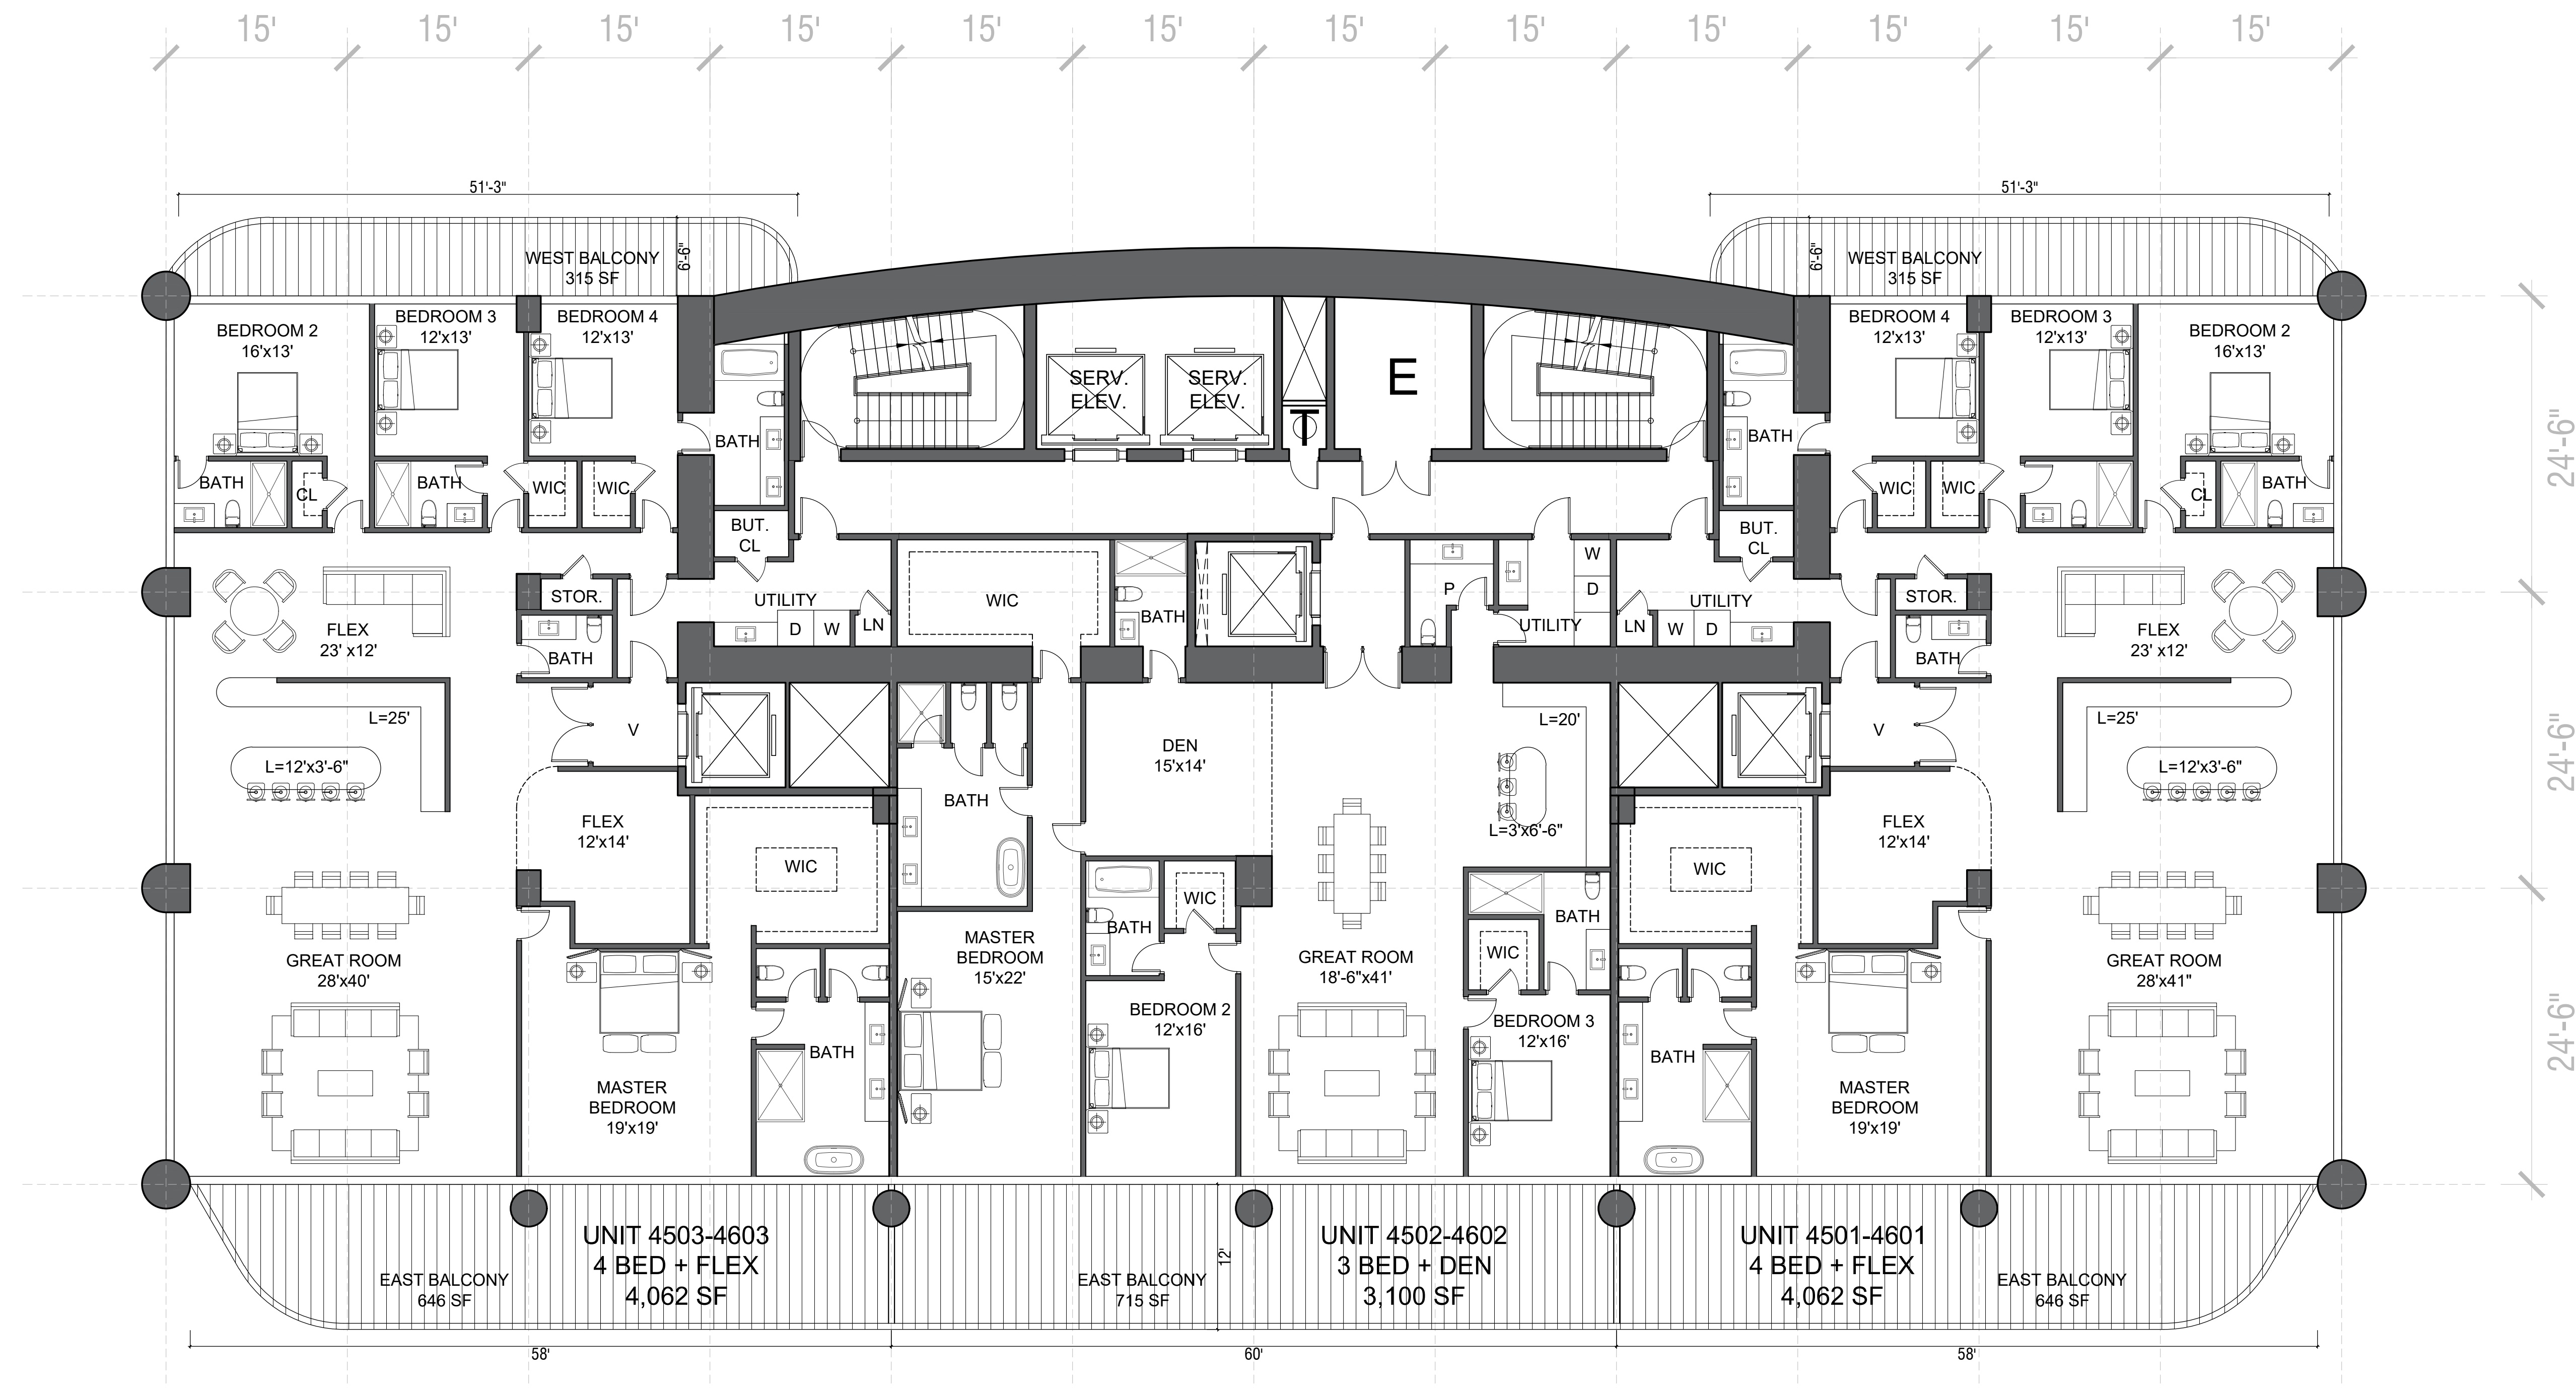 15' 15' 15' 15' 15' 15' 15' 15' 15' 15' 15' 15'
51'-3" 51'-3"
WEST BALCONY
315 SF
6'-6"
6'-6"
WEST BALCONY
315 SF
BEDROOM 2
16'x13'
BEDROOM 3
12'x13'
BEDROOM 4
12'x13'
BEDROOM 4
12'x13'
BEDROOM 3
12'x13'
BEDROOM 2
16'x13'
SERV.
ELEV.
SERV.
ELEV.
T
E
24'-6"
BATH
BATH
BATH
CL
BATH
WIC
WIC
WIC
WIC
CL
BATH
BUT.
CL
BUT.
CL
W
D
STOR.
UTILITY
D
W
LN
WIC
BATH
P
UTILITY
LN
W
D
UTILITY
STOR.
FLEX
23' x12'
BATH
BATH
FLEX
23' x12'
L=25'
V
DEN
15'x14'
L=20'
V
L=25'
24'-6"
L=12'x3'-6"
L=12'x3'-6"
BATH
FLEX
12'x14'
L=3'x6'-6"
FLEX
12'x14'
WIC
WIC
WIC
BATH
BATH
GREAT ROOM
28'x40'
MASTER
BEDROOM
15'x22'
GREAT ROOM
18'-6"x41'
WIC
GREAT ROOM
28'x41"
BEDROOM 2
12'x16'
BEDROOM 3
12'x16'
24'-6"
BATH
BATH
MASTER
BEDROOM
19'x19'
MASTER
BEDROOM
19'x19'
UNIT 4503-4603
4 BED + FLEX
4,062 SF
UNIT 4502-4602
3 BED + DEN
3,100 SF
UNIT 4501-4601
4 BED + FLEX
4,062 SF
12'
EAST BALCONY
646 SF
EAST BALCONY
715 SF
EAST BALCONY
646 SF
58' 60' 58'